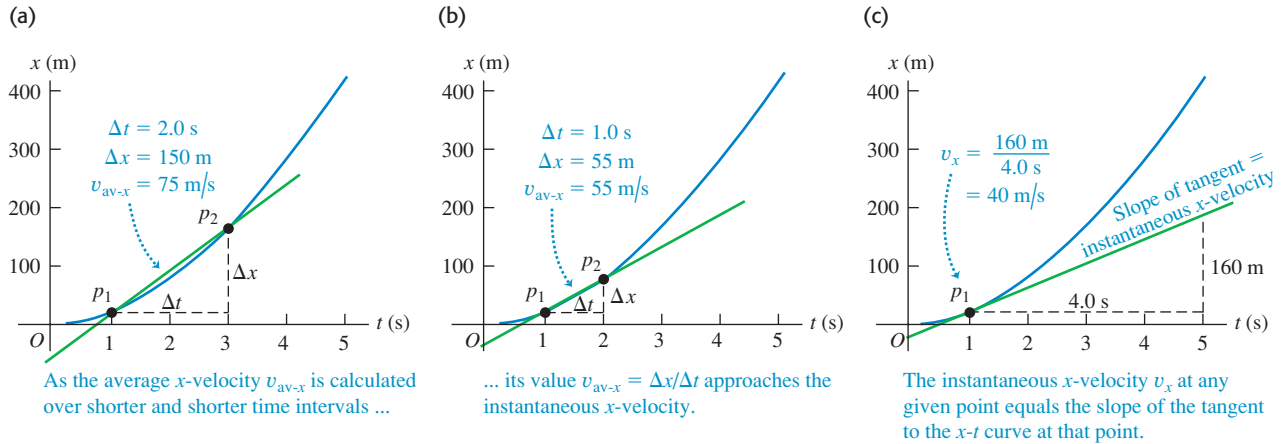 (a)
x (m)
400
300
200
100
O
1
2
3
4
5
t (s)
Δt = 2.0 s
Δx = 150 m
v_av-x = 75 m/s
p₂
p₁
Δt
Δx
As the average x-velocity v_av-x is calculated
over shorter and shorter time intervals ...
(b)
x (m)
400
300
200
100
O
1
2
3
4
5
t (s)
Δt = 1.0 s
Δx = 55 m
v_av-x = 55 m/s
p₂
p₁
Δt
Δx
... its value v_av-x = Δx/Δt approaches the
instantaneous x-velocity.
(c)
x (m)
400
300
200
100
O
1
2
3
4
5
t (s)
v_x = 160 m
4.0 s
= 40 m/s
Slope of tangent =
instantaneous x-velocity
p₁
4.0 s
160 m
The instantaneous x-velocity v_x at any
given point equals the slope of the tangent
to the x-t curve at that point.